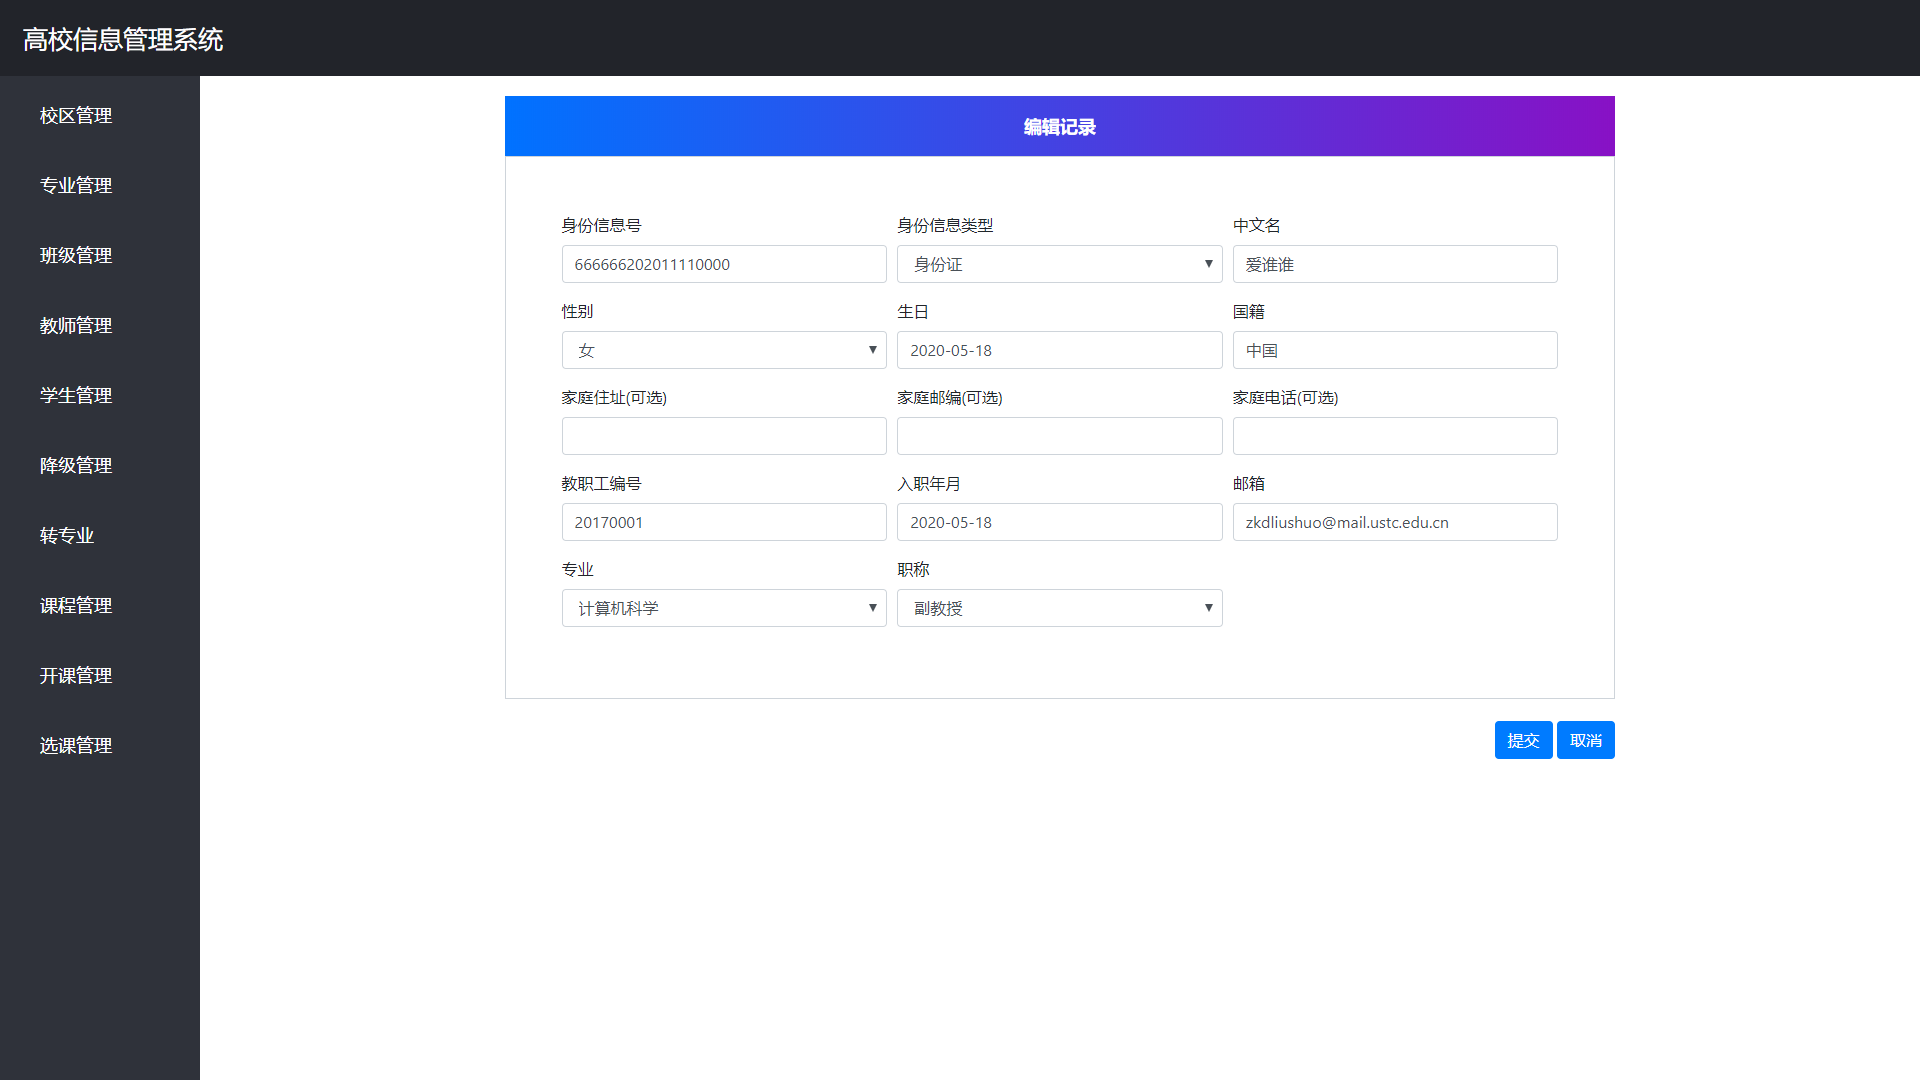 高校信息管理系统
校区管理
专业管理
班级管理
教师管理
学生管理
降级管理
转专业
课程管理
开课管理
选课管理
编辑记录
身份信息号 身份信息类型 中文名
666666202011110000 身份证 爱谁谁
性别 生日 国籍
女 2020-05-18 中国
家庭住址(可选) 家庭邮编(可选) 家庭电话(可选)
教职工编号 入职年月 邮箱
20170001 2020-05-18 zkdliushuo@mail.ustc.edu.cn
专业 职称
计算机科学 副教授
提交 取消